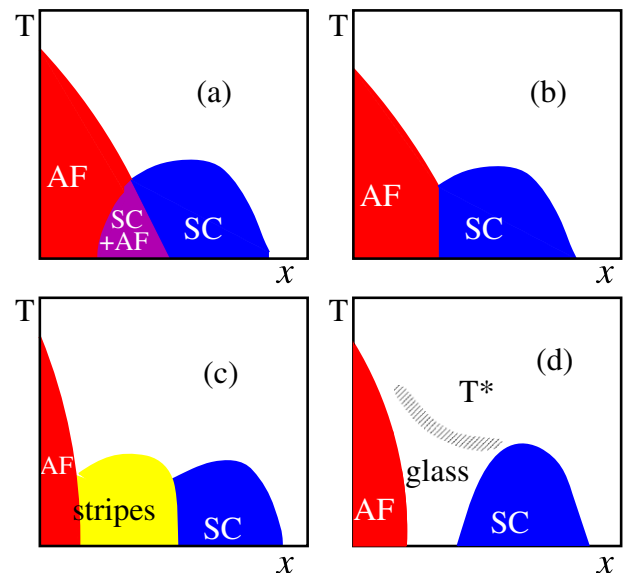 T
(a)
AF
SC
+AF
SC
x
(b)
AF
SC
x
T
(c)
AF
stripes
SC
x
T
(d)
T*
glass
AF
SC
x